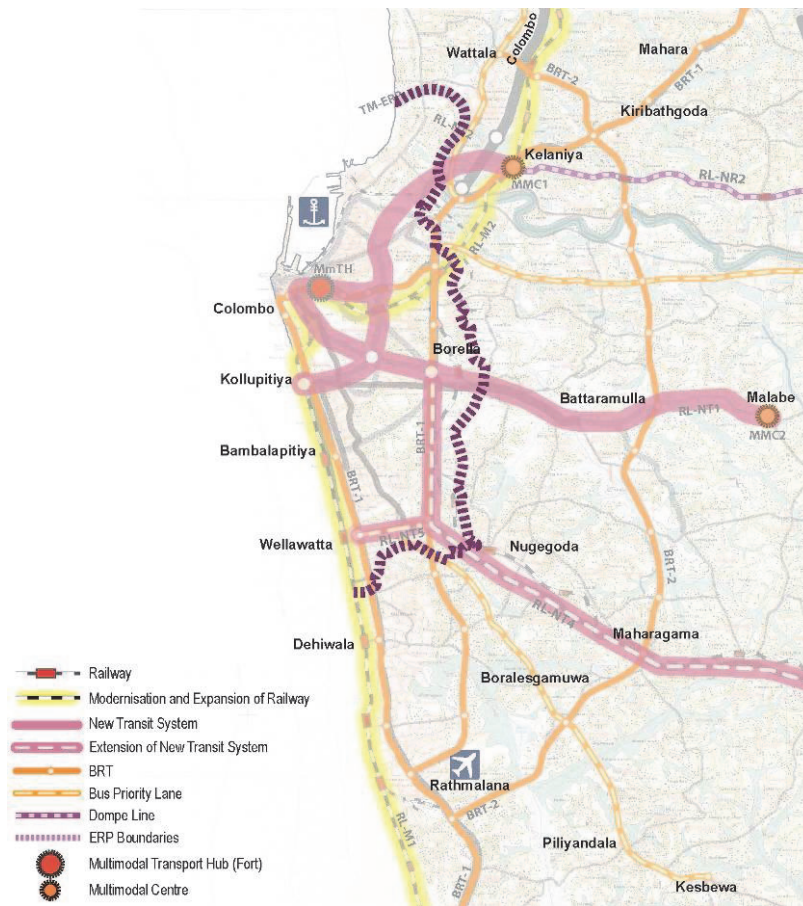 Colombo
Wattala
Mahara
BRT-2
BRT-1
TM-ERP
Kiribathgoda
Kelaniya
MMC1
RL-NR2
RL-M2
MmTH
Colombo
Borella
Kollupitiya
Battaramulla
Malabe
RL-NT1
MMC2
BRT-1
Bambalapitiya
BRT-1
Wellawatta
RL-NT5
Nugegoda
BRT-2
RL-NT4
Maharagama
Dehiwala
Railway
Boralesgamuwa
Modernisation and Expansion of Railway
New Transit System
Extension of New Transit System
BRT
Rathmalana
Bus Priority Lane
BRT-2
Dompe Line
RL-M1
ERP Boundaries
Piliyandala
Multimodal Transport Hub (Fort)
BRT-1
Kesbewa
Multimodal Centre